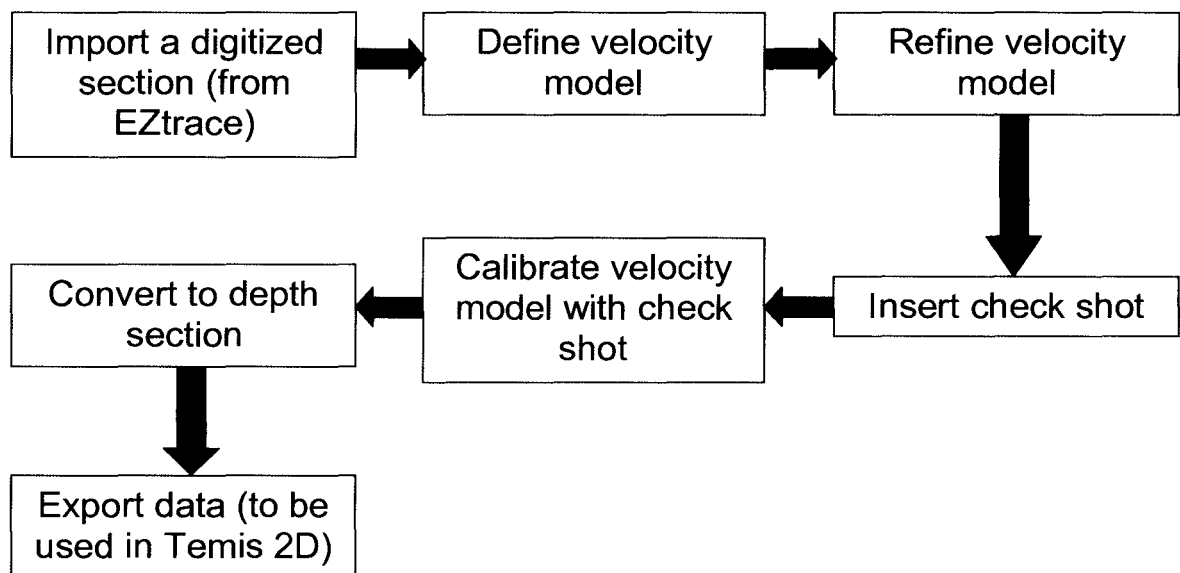 Import a digitized
section (from
EZtrace)
Define velocity
model
Refine velocity
model
Insert check shot
Calibrate velocity
model with check
shot
Convert to depth
section
Export data (to be
used in Temis 2D)